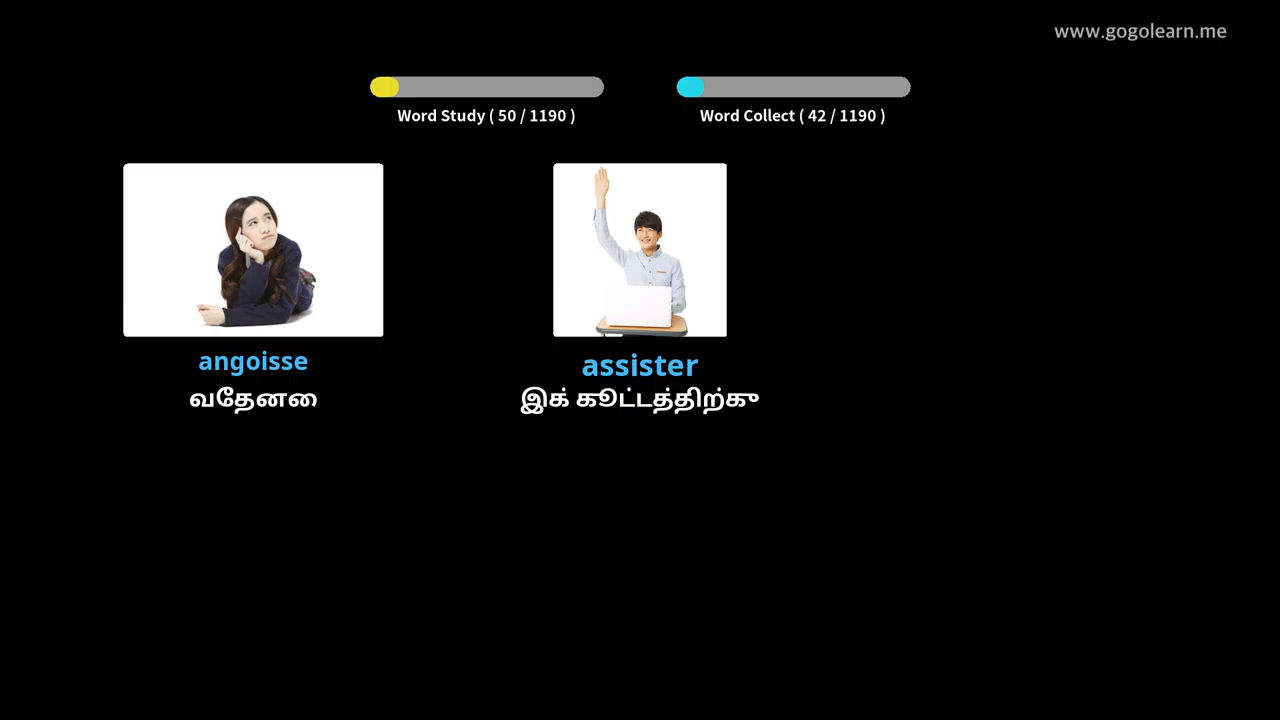 www.gogolearn.me
Word Study ( 50 / 1190 )
Word Collect ( 42 / 1190 )
angoisse
வதேனை
assister
இக் கூட்டத்திற்கு